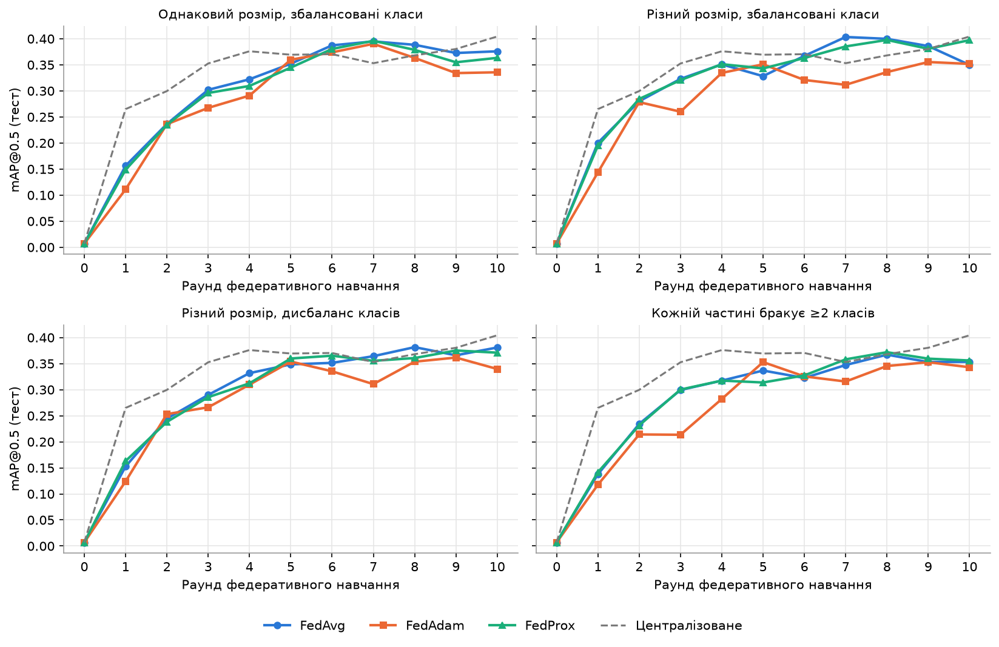 Однаковий розмір, збалансовані класи
Різний розмір, збалансовані класи
mAP@0.5 (тест)
0.40
0.35
0.30
0.25
0.20
0.15
0.10
0.05
0.00
0 1 2 3 4 5 6 7 8 9 10
0 1 2 3 4 5 6 7 8 9 10
Раунд федеративного навчання
Раунд федеративного навчання
Різний розмір, дисбаланс класів
Кожній частині бракує ≥2 класів
mAP@0.5 (тест)
0.40
0.35
0.30
0.25
0.20
0.15
0.10
0.05
0.00
0 1 2 3 4 5 6 7 8 9 10
0 1 2 3 4 5 6 7 8 9 10
Раунд федеративного навчання
Раунд федеративного навчання
FedAvg FedAdam FedProx Централізоване